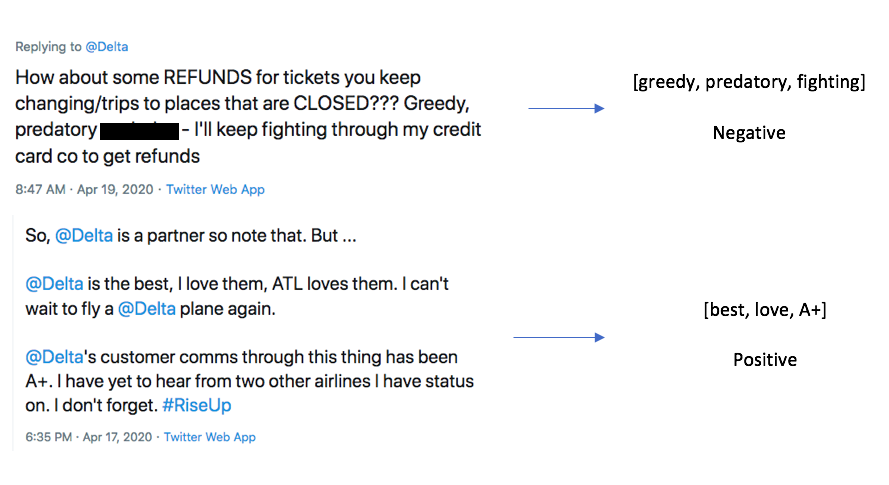 Replying to @Delta
How about some REFUNDS for tickets you keep
changing/trips to places that are CLOSED??? Greedy,
predatory - I'll keep fighting through my credit
card co to get refunds
8:47 AM · Apr 19, 2020 · Twitter Web App
[greedy, predatory, fighting]
Negative
So, @Delta is a partner so note that. But ...
@Delta is the best, I love them, ATL loves them. I can't
wait to fly a @Delta plane again.
@Delta's customer comms through this thing has been
A+. I have yet to hear from two other airlines I have status
on. I don't forget. #RiseUp
6:35 PM · Apr 17, 2020 · Twitter Web App
[best, love, A+]
Positive